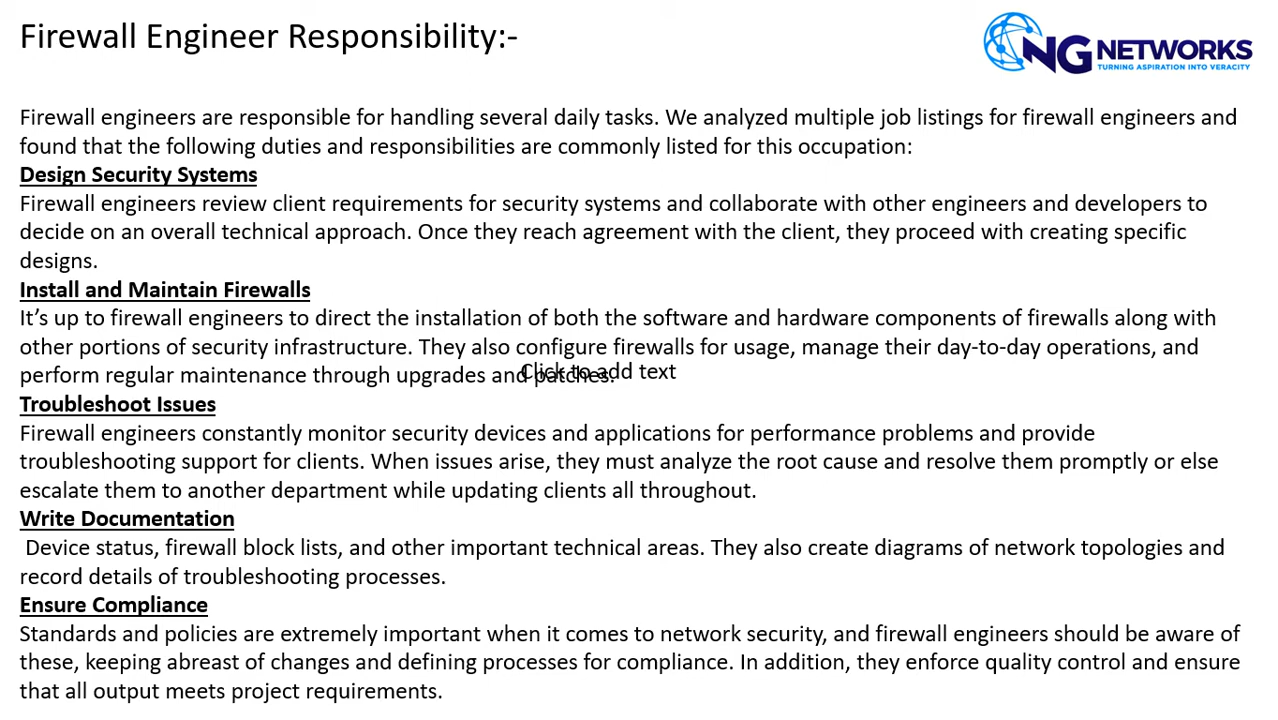 Firewall Engineer Responsibility:-
NG NETWORKS
TURNING ASPIRATION INTO VERACITY
Firewall engineers are responsible for handling several daily tasks. We analyzed multiple job listings for firewall engineers and
found that the following duties and responsibilities are commonly listed for this occupation:
Design Security Systems
Firewall engineers review client requirements for security systems and collaborate with other engineers and developers to
decide on an overall technical approach. Once they reach agreement with the client, they proceed with creating specific
designs.
Install and Maintain Firewalls
It’s up to firewall engineers to direct the installation of both the software and hardware components of firewalls along with
other portions of security infrastructure. They also configure firewalls for usage, manage their day-to-day operations, and
perform regular maintenance through upgrades and patches.
Click to add text
Troubleshoot Issues
Firewall engineers constantly monitor security devices and applications for performance problems and provide
troubleshooting support for clients. When issues arise, they must analyze the root cause and resolve them promptly or else
escalate them to another department while updating clients all throughout.
Write Documentation
Device status, firewall block lists, and other important technical areas. They also create diagrams of network topologies and
record details of troubleshooting processes.
Ensure Compliance
Standards and policies are extremely important when it comes to network security, and firewall engineers should be aware of
these, keeping abreast of changes and defining processes for compliance. In addition, they enforce quality control and ensure
that all output meets project requirements.